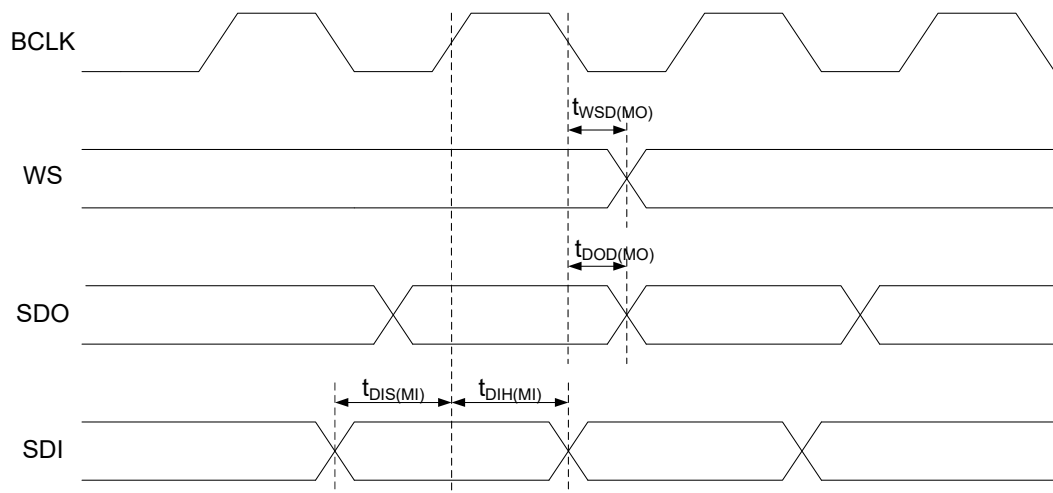 BCLK
tWSD(MO)
WS
tDOD(MO)
SDO
tDIS(MI) tDIH(MI)
SDI